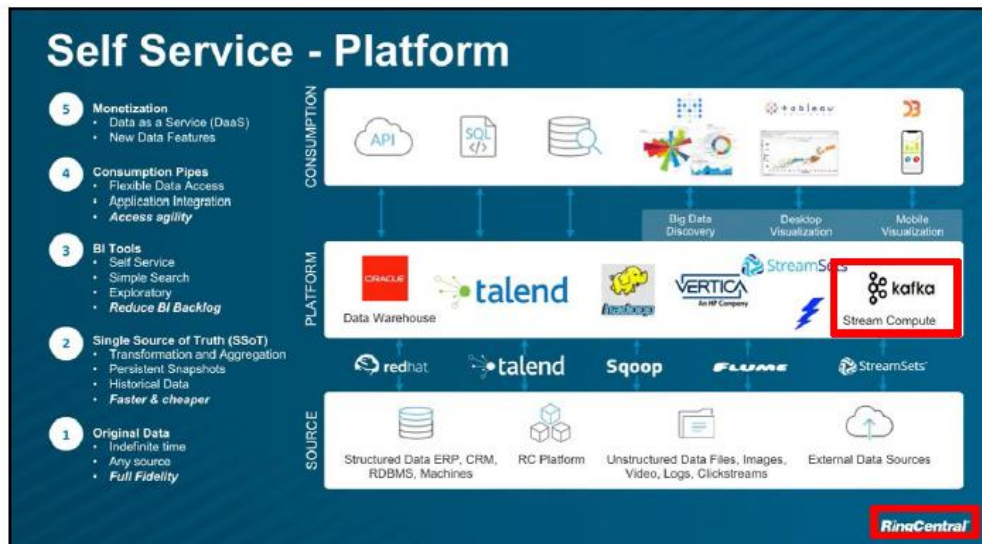 Self Service - Platform
5
Monetization
• Data as a Service (DaaS)
• New Data Features
4
Consumption Pipes
• Flexible Data Access
• Application Integration
• Access agility
3
BI Tools
• Self Service
• Simple Search
• Exploratory
• Reduce BI Backlog
2
Single Source of Truth (SSoT)
• Transformation and Aggregation
• Persistent Snapshots
• Historical Data
• Faster & cheaper
1
Original Data
• Indefinite time
• Any source
• Full Fidelity
CONSUMPTION
API
SQL
</>
tableau
Big Data
Discovery
Desktop
Visualization
Mobile
Visualization
PLATFORM
ORACLE
Data Warehouse
talend
hadoop
VERTICA
An HP Company
StreamSets
kafka
Stream Compute
redhat
talend
Sqoop
FLUME
StreamSets
SOURCE
Structured Data ERP, CRM,
RDBMS, Machines
RC Platform
Unstructured Data Files, Images,
Video, Logs, Clickstreams
External Data Sources
RingCentral